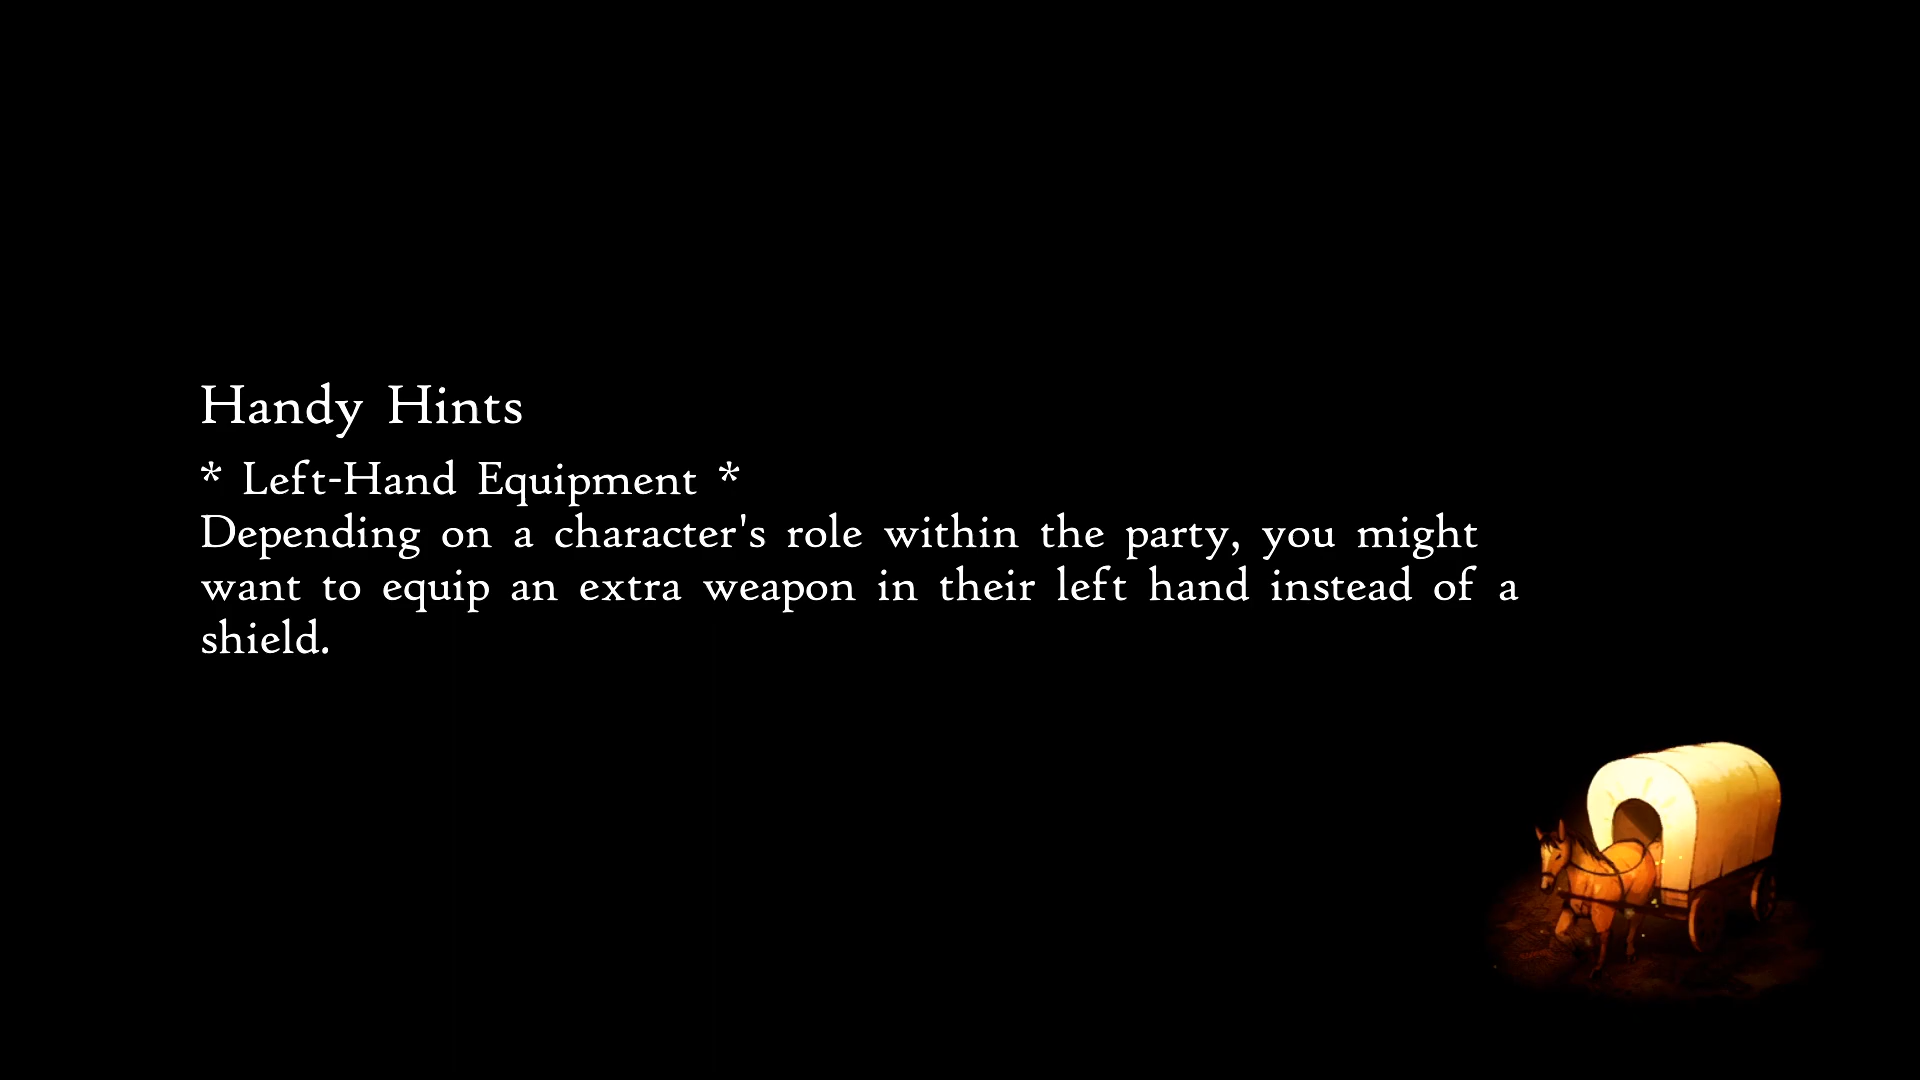 Handy Hints
* Left-Hand Equipment *
Depending on a character's role within the party, you might
want to equip an extra weapon in their left hand instead of a
shield.